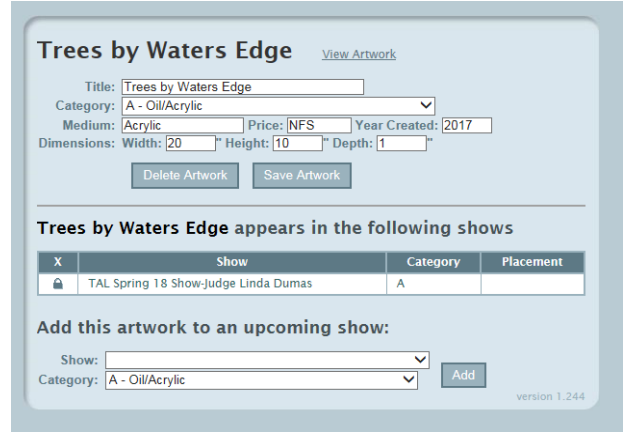 Trees by Waters Edge View Artwork
Title: Trees by Waters Edge
Category: A - Oil/Acrylic
Medium: Acrylic Price: NFS Year Created: 2017
Dimensions: Width: 20 " Height: 10 " Depth: 1 "
Delete Artwork Save Artwork
Trees by Waters Edge appears in the following shows
X Show Category Placement
TAL Spring 18 Show-Judge Linda Dumas A
Add this artwork to an upcoming show:
Show:
Category: A - Oil/Acrylic
Add
version 1.244